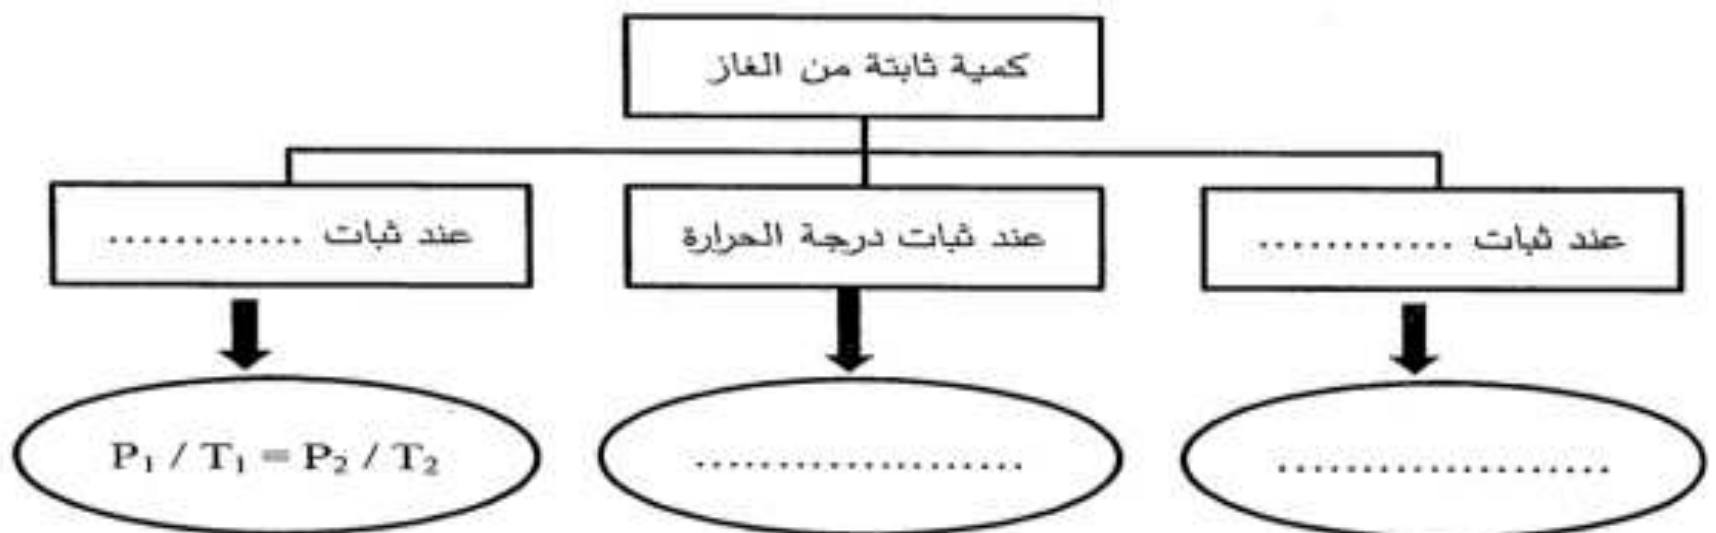 كمية ثابتة من الغاز
عند ثبات ............
عند ثبات درجة الحرارة
عند ثبات ............
....................
....................
P₁ / T₁ = P₂ / T₂